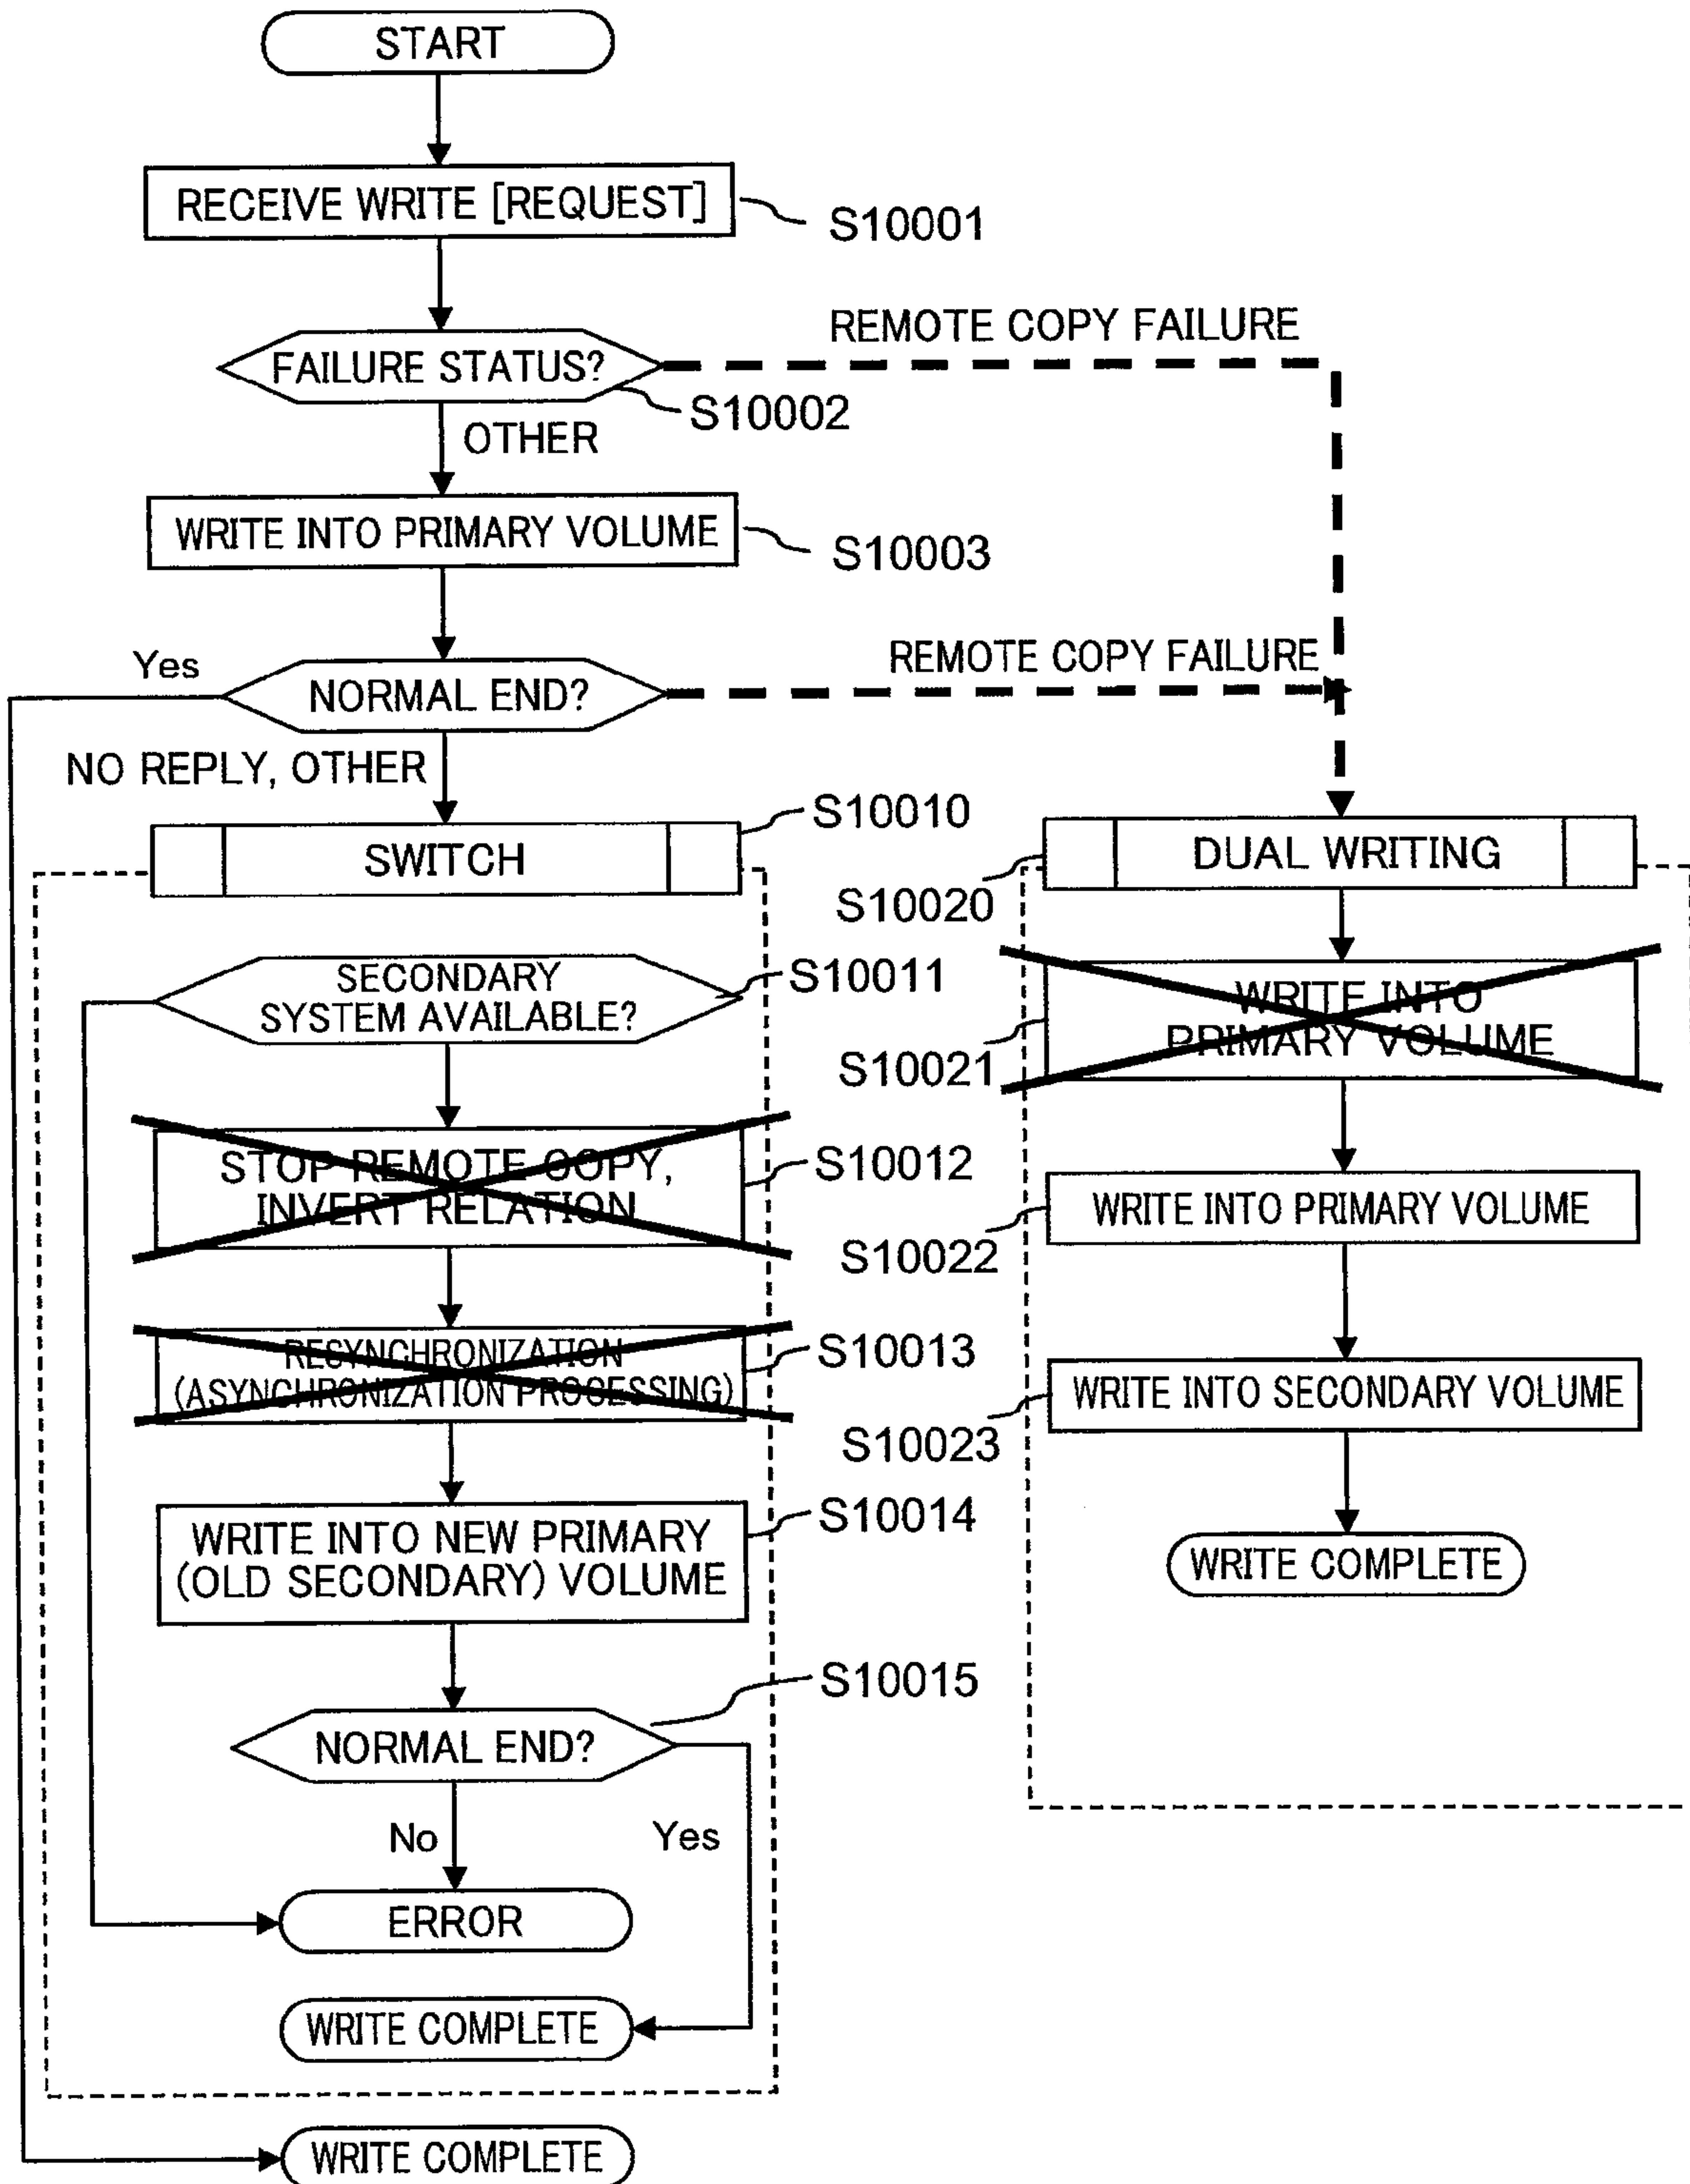 START
RECEIVE WRITE [REQUEST]
S10001
REMOTE COPY FAILURE
FAILURE STATUS?
S10002
OTHER
WRITE INTO PRIMARY VOLUME
S10003
Yes
REMOTE COPY FAILURE
NORMAL END?
NO REPLY, OTHER
S10010
SWITCH
S10020
DUAL WRITING
SECONDARY
SYSTEM AVAILABLE?
S10011
WRITE INTO
PRIMARY VOLUME
S10021
STOP REMOTE COPY,
INVERT RELATION
S10012
WRITE INTO PRIMARY VOLUME
S10022
RESYNCHRONIZATION
(ASYNCHRONIZATION PROCESSING)
S10013
WRITE INTO SECONDARY VOLUME
S10023
WRITE INTO NEW PRIMARY
(OLD SECONDARY) VOLUME
S10014
WRITE COMPLETE
S10015
NORMAL END?
No
Yes
ERROR
WRITE COMPLETE
WRITE COMPLETE